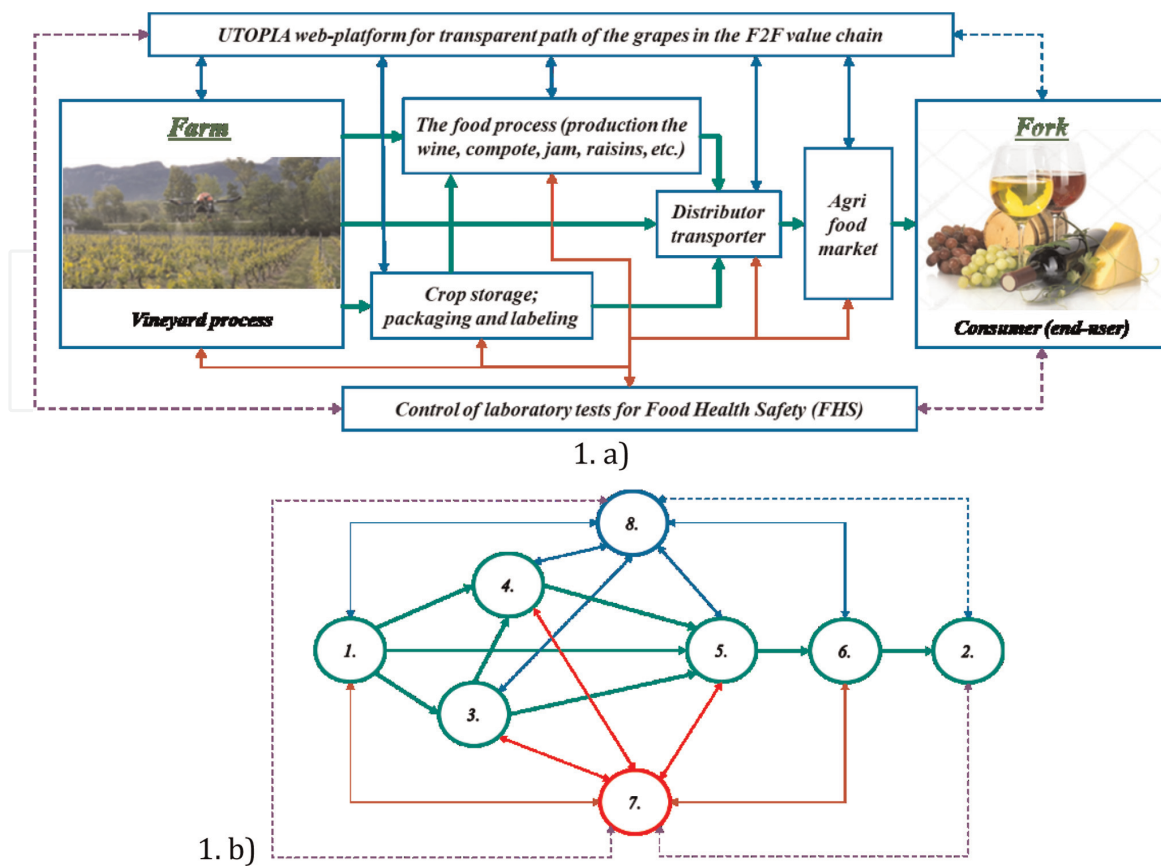 UTOPIA web-platform for transparent path of the grapes in the F2F value chain
Farm
Vineyard process
The food process (production the
wine, compote, jam, raisins, etc.)
Crop storage;
packaging and labeling
Distributor
transporter
Agri
food
market
Fork
Consumer (end-user)
Control of laboratory tests for Food Health Safety (FHS)
1. a)
8.
4.
1.
5.
6.
2.
3.
7.
1. b)